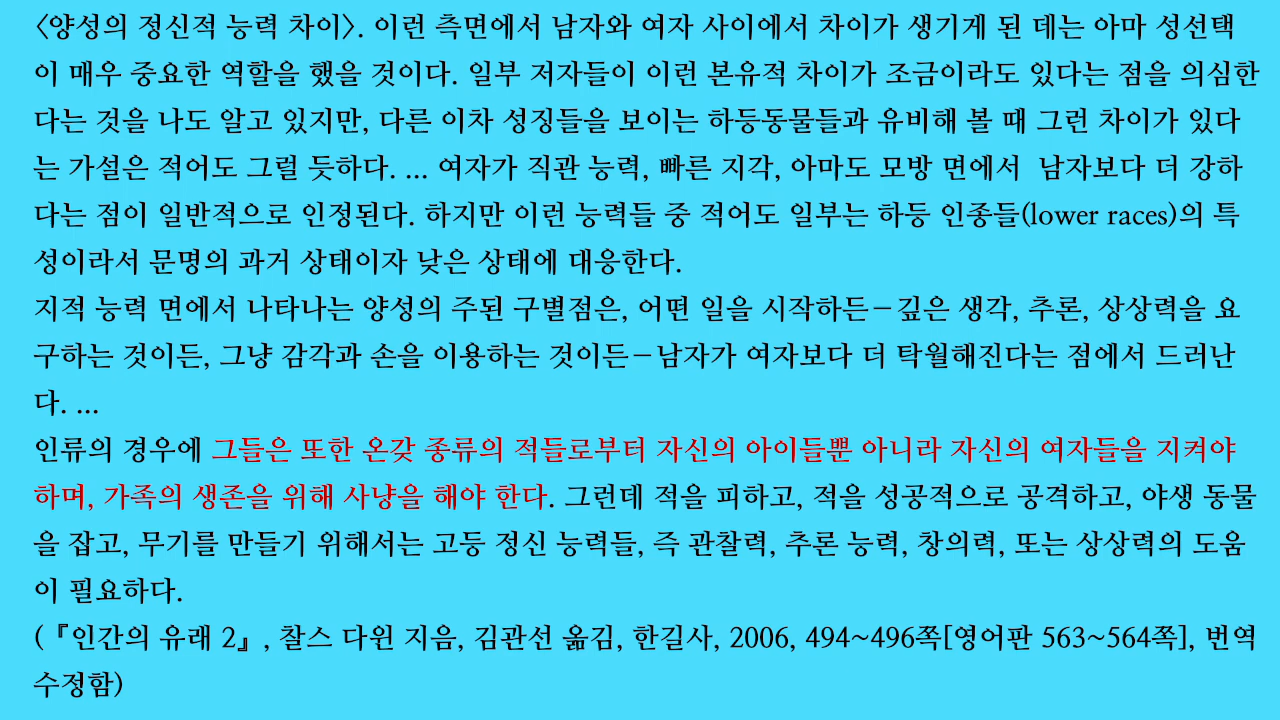 〈양성의 정신적 능력 차이〉. 이런 측면에서 남자와 여자 사이에서 차이가 생기게 된 데는 아마 성선택
이 매우 중요한 역할을 했을 것이다. 일부 저자들이 이런 본유적 차이가 조금이라도 있다는 점을 의심한
다는 것을 나도 알고 있지만, 다른 이차 성징들을 보이는 하등동물들과 유비해 볼 때 그런 차이가 있다
는 가설은 적어도 그럴 듯하다. ... 여자가 직관 능력, 빠른 지각, 아마도 모방 면에서  남자보다 더 강하
다는 점이 일반적으로 인정된다. 하지만 이런 능력들 중 적어도 일부는 하등 인종들(lower races)의 특
성이라서 문명의 과거 상태이자 낮은 상태에 대응한다.
지적 능력 면에서 나타나는 양성의 주된 구별점은, 어떤 일을 시작하든－깊은 생각, 추론, 상상력을 요
구하는 것이든, 그냥 감각과 손을 이용하는 것이든－남자가 여자보다 더 탁월해진다는 점에서 드러난
다. ...
인류의 경우에 그들은 또한 온갖 종류의 적들로부터 자신의 아이들뿐 아니라 자신의 여자들을 지켜야
하며, 가족의 생존을 위해 사냥을 해야 한다. 그런데 적을 피하고, 적을 성공적으로 공격하고, 야생 동물
을 잡고, 무기를 만들기 위해서는 고등 정신 능력들, 즉 관찰력, 추론 능력, 창의력, 또는 상상력의 도움
이 필요하다.
(『인간의 유래 2』, 찰스 다윈 지음, 김관선 옮김, 한길사, 2006, 494~496쪽[영어판 563~564쪽], 번역
수정함)